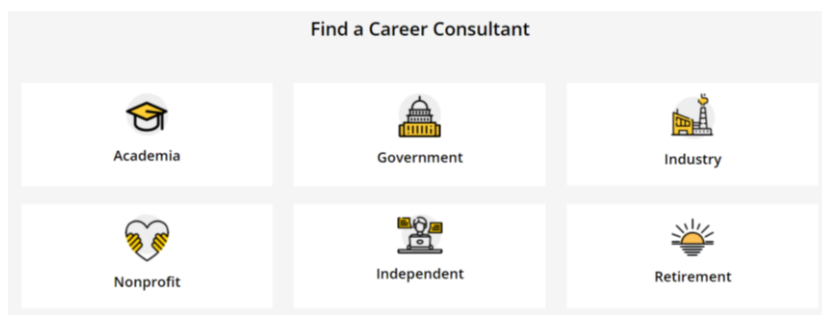 Find a Career Consultant
Academia
Government
Industry
Nonprofit
Independent
Retirement